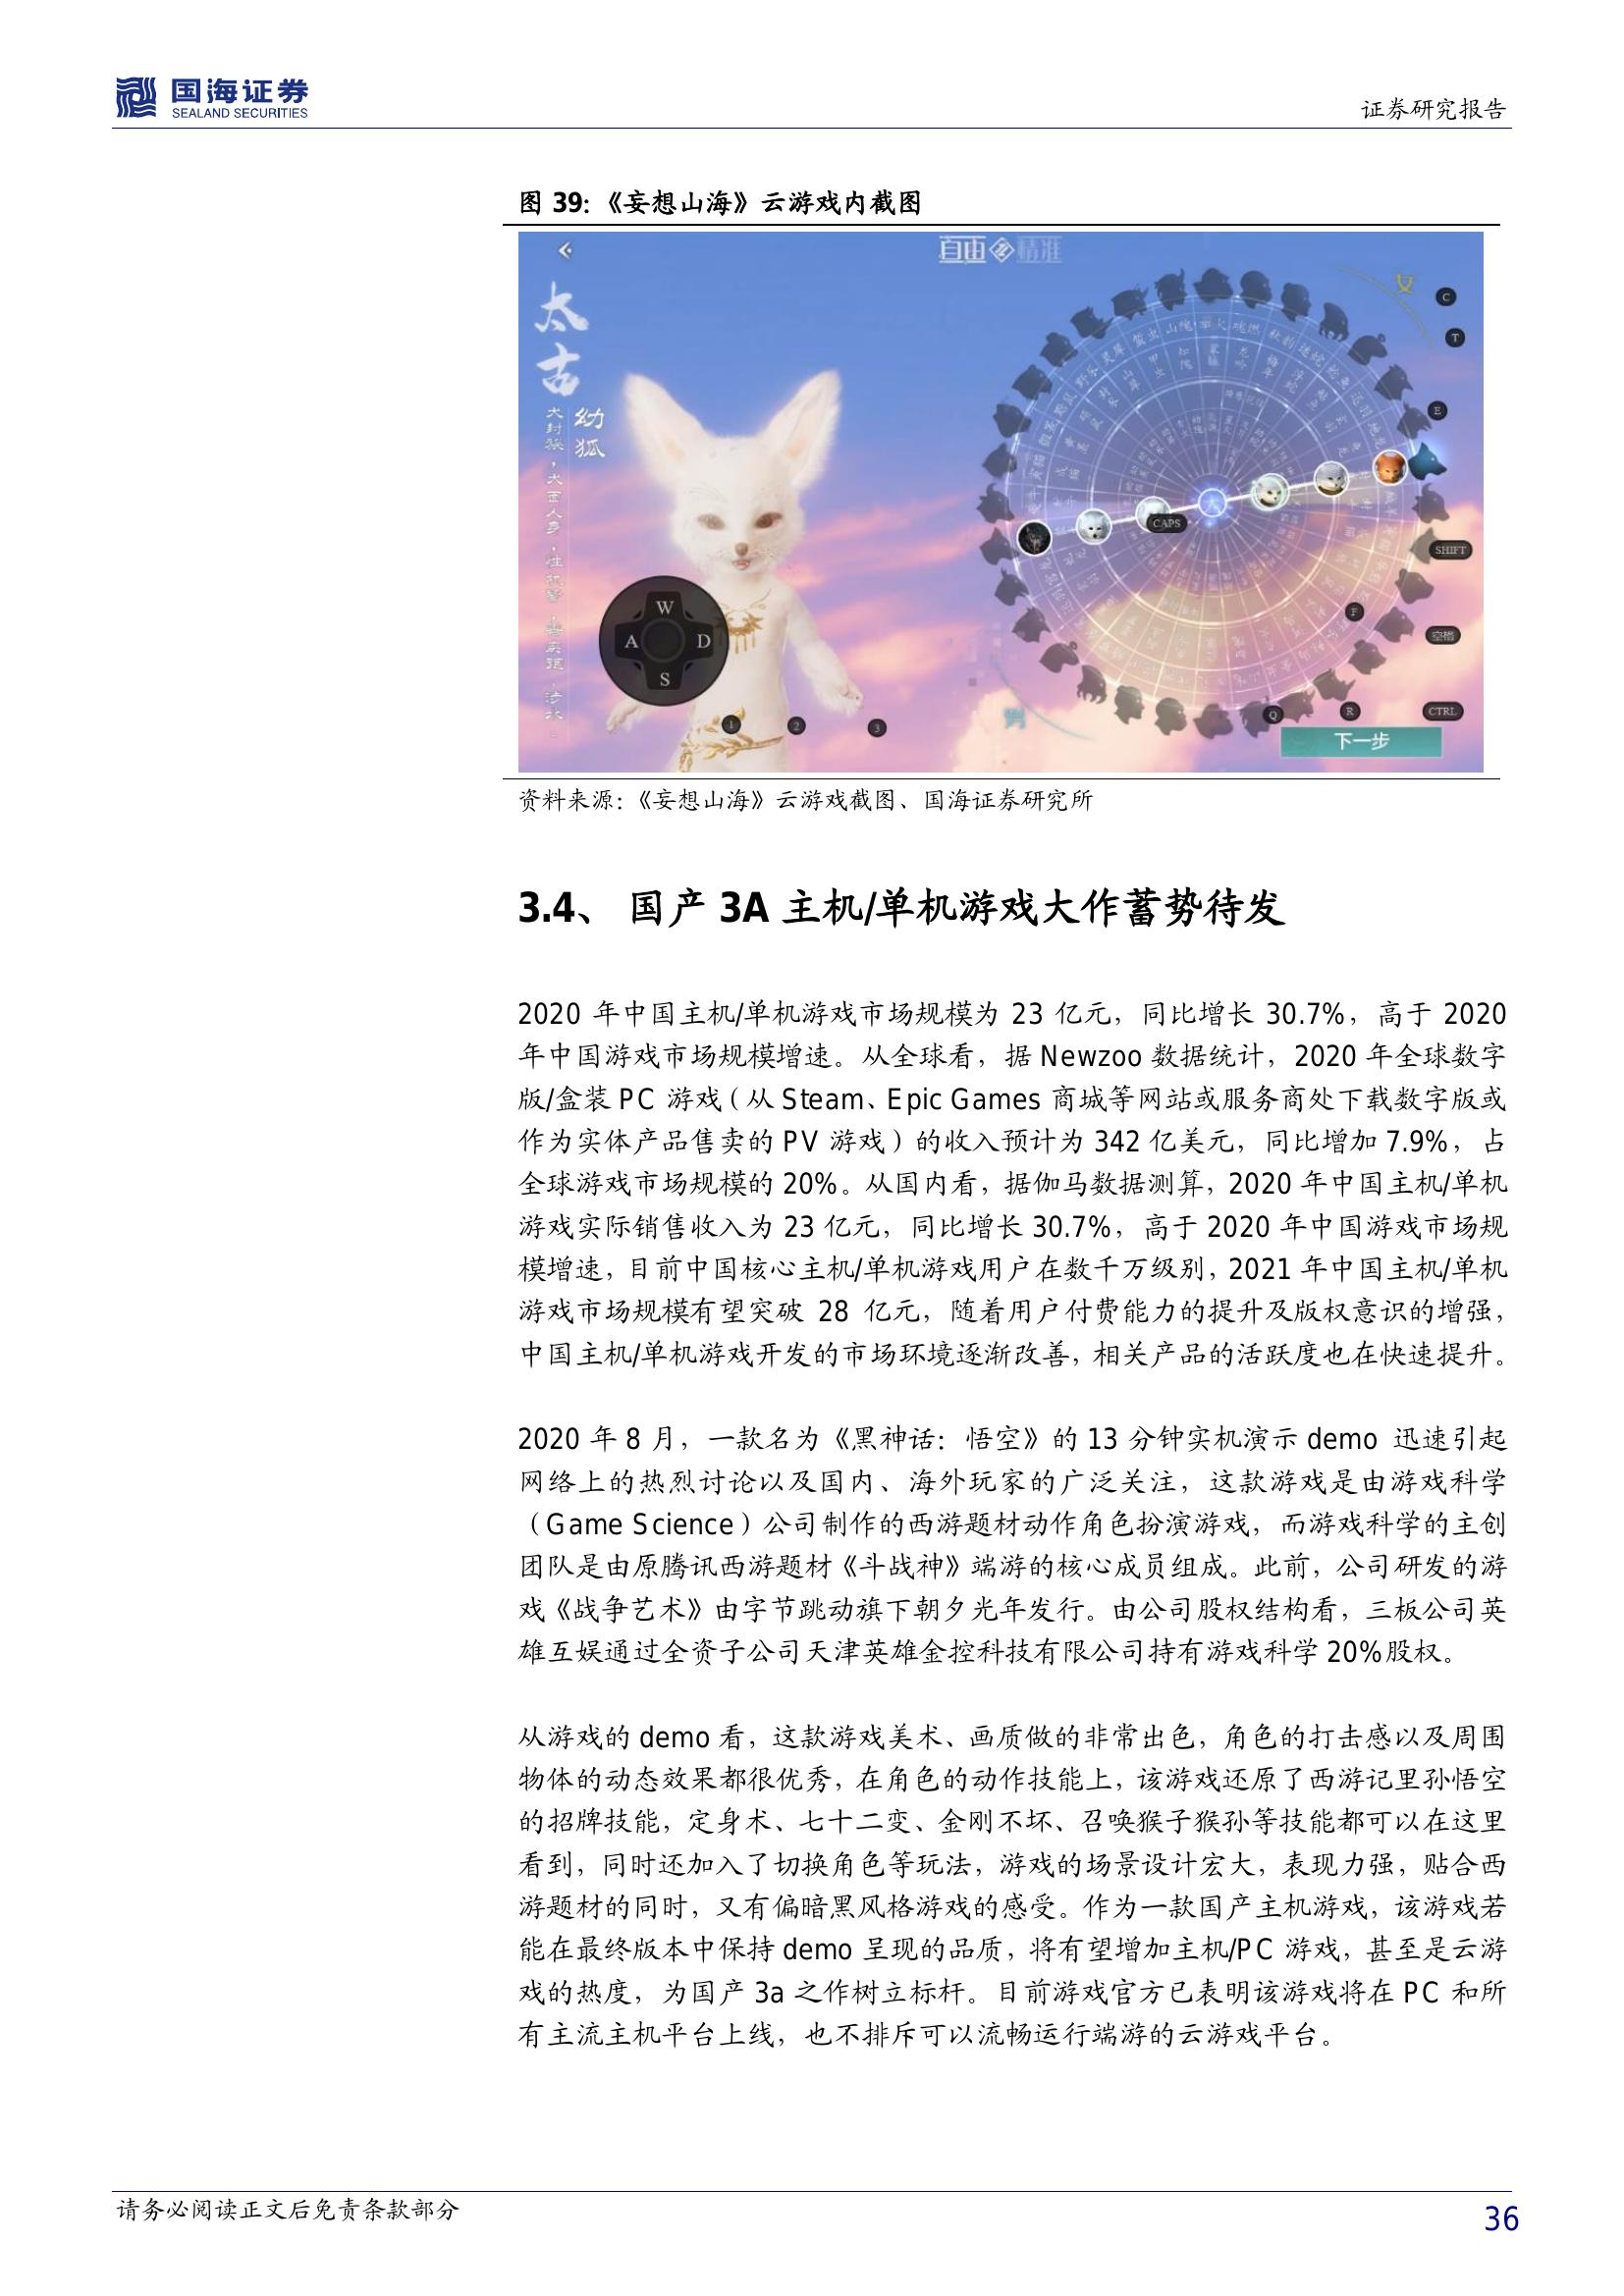 国海证券
SEALAND SECURITIES
证券研究报告
图 39：《妄想山海》云游戏内截图
自由 精准
太古
幼狐
女
C
T
E
CAPS
SHIFT
W
A D
S
F
空格
1 2 3
男
Q R CTRL
下一步
资料来源：《妄想山海》云游戏截图、国海证券研究所
3.4、 国产 3A 主机/单机游戏大作蓄势待发
2020 年中国主机/单机游戏市场规模为 23 亿元，同比增长 30.7%，高于 2020
年中国游戏市场规模增速。从全球看，据 Newzoo 数据统计，2020 年全球数字
版/盒装 PC 游戏（从 Steam、Epic Games 商城等网站或服务商处下载数字版或
作为实体产品售卖的 PV 游戏）的收入预计为 342 亿美元，同比增加 7.9%，占
全球游戏市场规模的 20%。从国内看，据伽马数据测算，2020 年中国主机/单机
游戏实际销售收入为 23 亿元，同比增长 30.7%，高于 2020 年中国游戏市场规
模增速，目前中国核心主机/单机游戏用户在数千万级别，2021 年中国主机/单机
游戏市场规模有望突破 28 亿元，随着用户付费能力的提升及版权意识的增强，
中国主机/单机游戏开发的市场环境逐渐改善，相关产品的活跃度也在快速提升。
2020 年 8 月，一款名为《黑神话：悟空》的 13 分钟实机演示 demo 迅速引起
网络上的热烈讨论以及国内、海外玩家的广泛关注，这款游戏是由游戏科学
（Game Science）公司制作的西游题材动作角色扮演游戏，而游戏科学的主创
团队是由原腾讯西游题材《斗战神》端游的核心成员组成。此前，公司研发的游
戏《战争艺术》由字节跳动旗下朝夕光年发行。由公司股权结构看，三板公司英
雄互娱通过全资子公司天津英雄金控科技有限公司持有游戏科学 20%股权。
从游戏的 demo 看，这款游戏美术、画质做的非常出色，角色的打击感以及周围
物体的动态效果都很优秀，在角色的动作技能上，该游戏还原了西游记里孙悟空
的招牌技能，定身术、七十二变、金刚不坏、召唤猴子猴孙等技能都可以在这里
看到，同时还加入了切换角色等玩法，游戏的场景设计宏大，表现力强，贴合西
游题材的同时，又有偏暗黑风格游戏的感受。作为一款国产主机游戏，该游戏若
能在最终版本中保持 demo 呈现的品质，将有望增加主机/PC 游戏，甚至是云游
戏的热度，为国产 3a 之作树立标杆。目前游戏官方已表明该游戏将在 PC 和所
有主流主机平台上线，也不排斥可以流畅运行端游的云游戏平台。
请务必阅读正文后免责条款部分
36